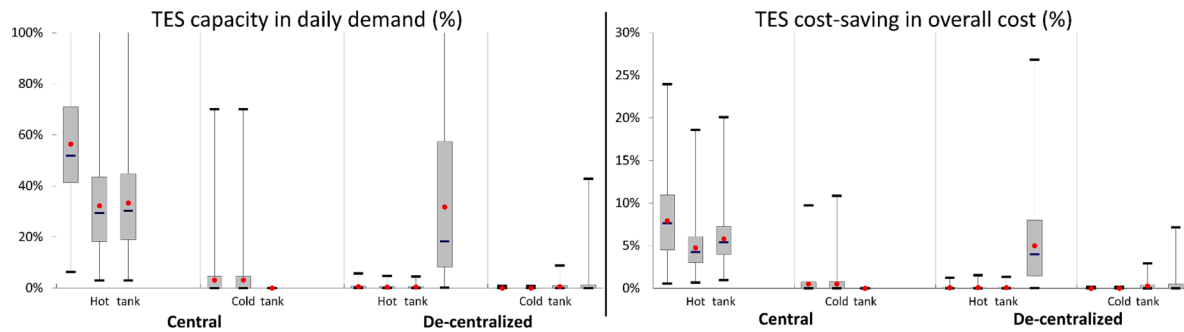 TES capacity in daily demand (%)
100%
80%
60%
40%
20%
0%
Hot tank
Cold tank
Hot tank
Cold tank
Central
De-centralized
TES cost-saving in overall cost (%)
30%
25%
20%
15%
10%
5%
0%
Hot tank
Cold tank
Hot tank
Cold tank
Central
De-centralized